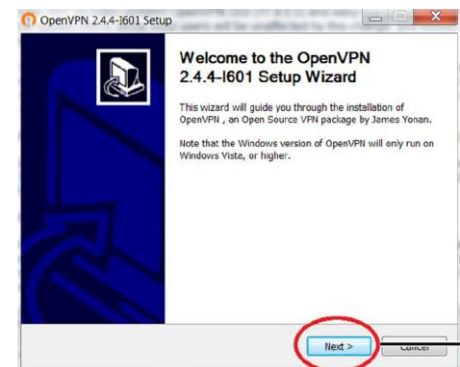 OpenVPN 2.4.4-I601 Setup
Welcome to the OpenVPN
2.4.4-I601 Setup Wizard
This wizard will guide you through the installation of
OpenVPN , an Open Source VPN package by James Yonan.
Note that the Windows version of OpenVPN will only run on
Windows Vista, or higher.
Next >
Cancel